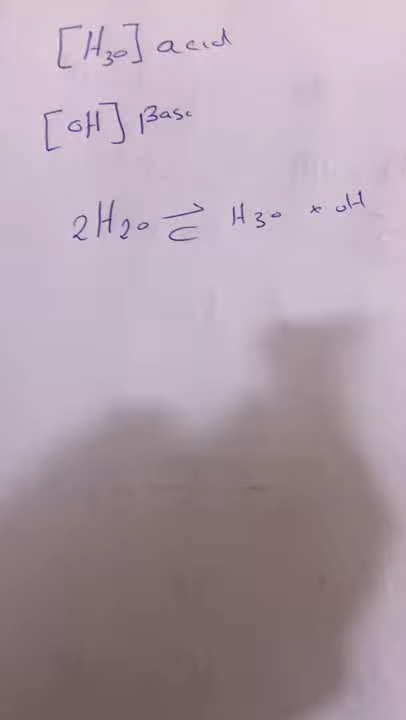 [H3O] acid
[OH] Base
2H2O ⇌ H3O + OH